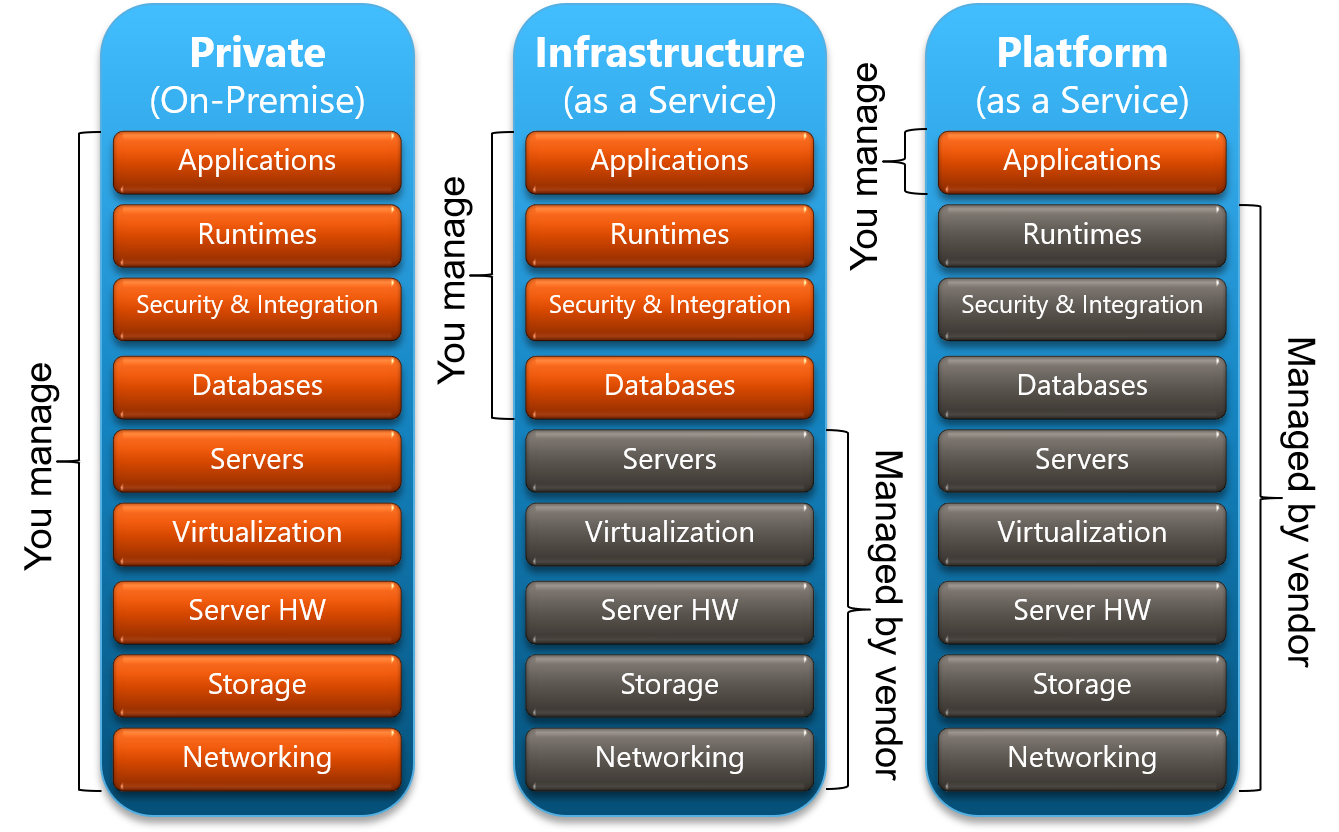 Private
(On-Premise)
You manage
Applications
Runtimes
Security & Integration
Databases
Servers
Virtualization
Server HW
Storage
Networking
Infrastructure
(as a Service)
You manage
Applications
Runtimes
Security & Integration
Databases
Servers
Virtualization
Server HW
Storage
Networking
Managed by vendor
Platform
(as a Service)
You manage
Applications
Runtimes
Security & Integration
Databases
Servers
Virtualization
Server HW
Storage
Networking
Managed by vendor